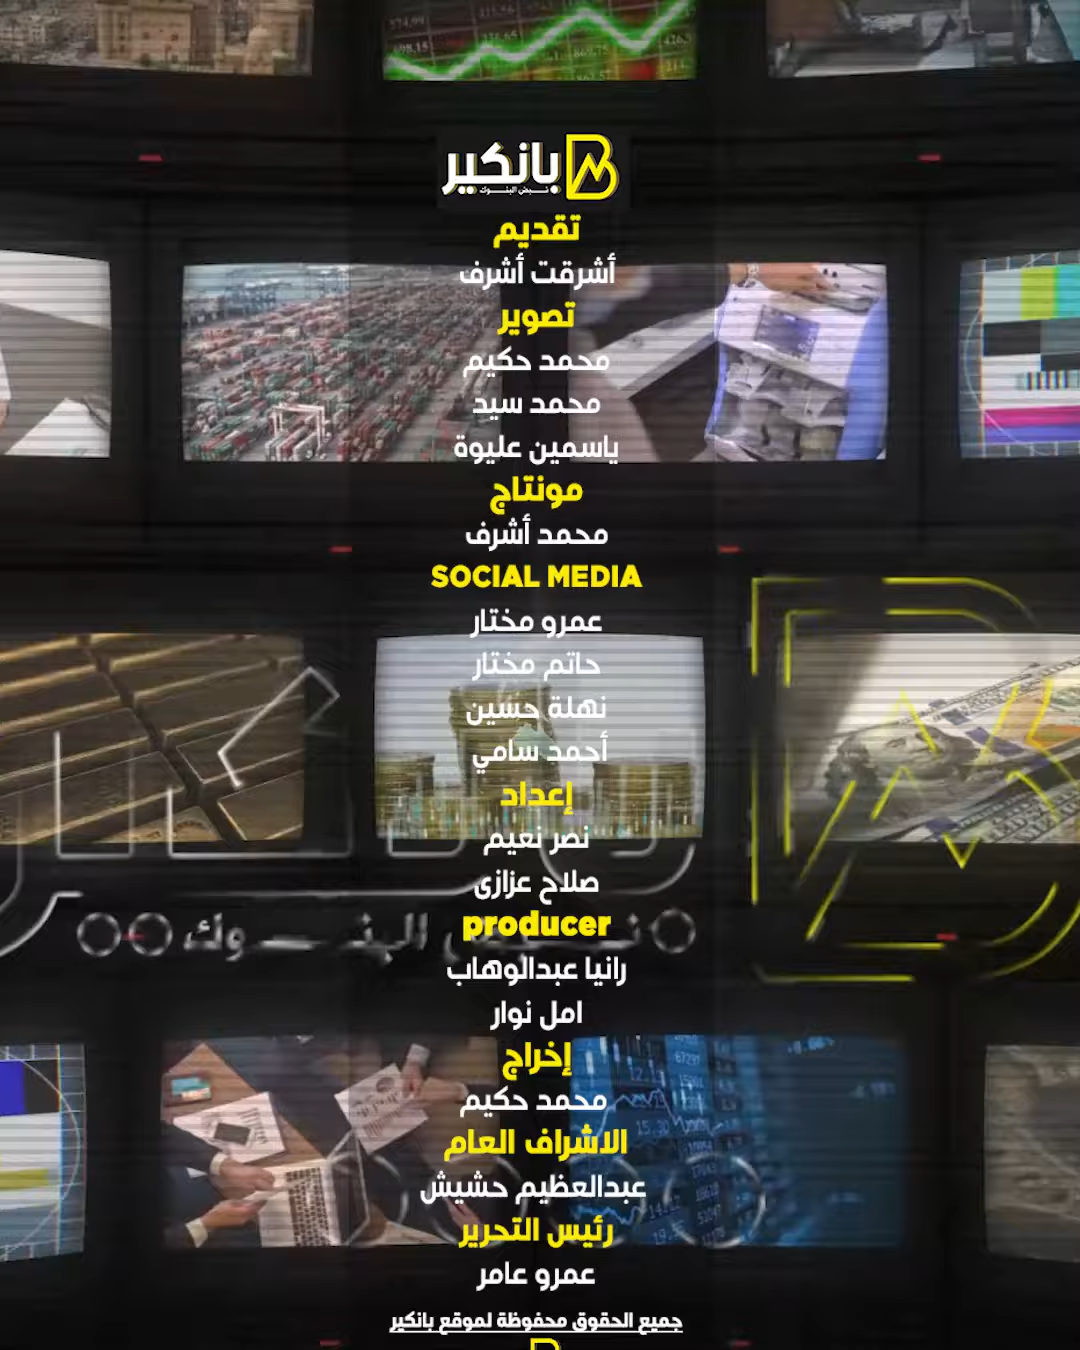 بانكير
نبض البنوك
تقديم
أشرقت أشرف
تصوير
محمد حكيم
محمد سيد
ياسمين عليوة
مونتاج
محمد أشرف
SOCIAL MEDIA
عمرو مختار
حاتم مختار
نهلة حسين
أحمد سامي
إعداد
نصر نعيم
صلاح عزازى
producer
رانيا عبدالوهاب
امل نوار
إخراج
محمد حكيم
الاشراف العام
عبدالعظيم حشيش
رئيس التحرير
عمرو عامر
جميع الحقوق محفوظة لموقع بانكير